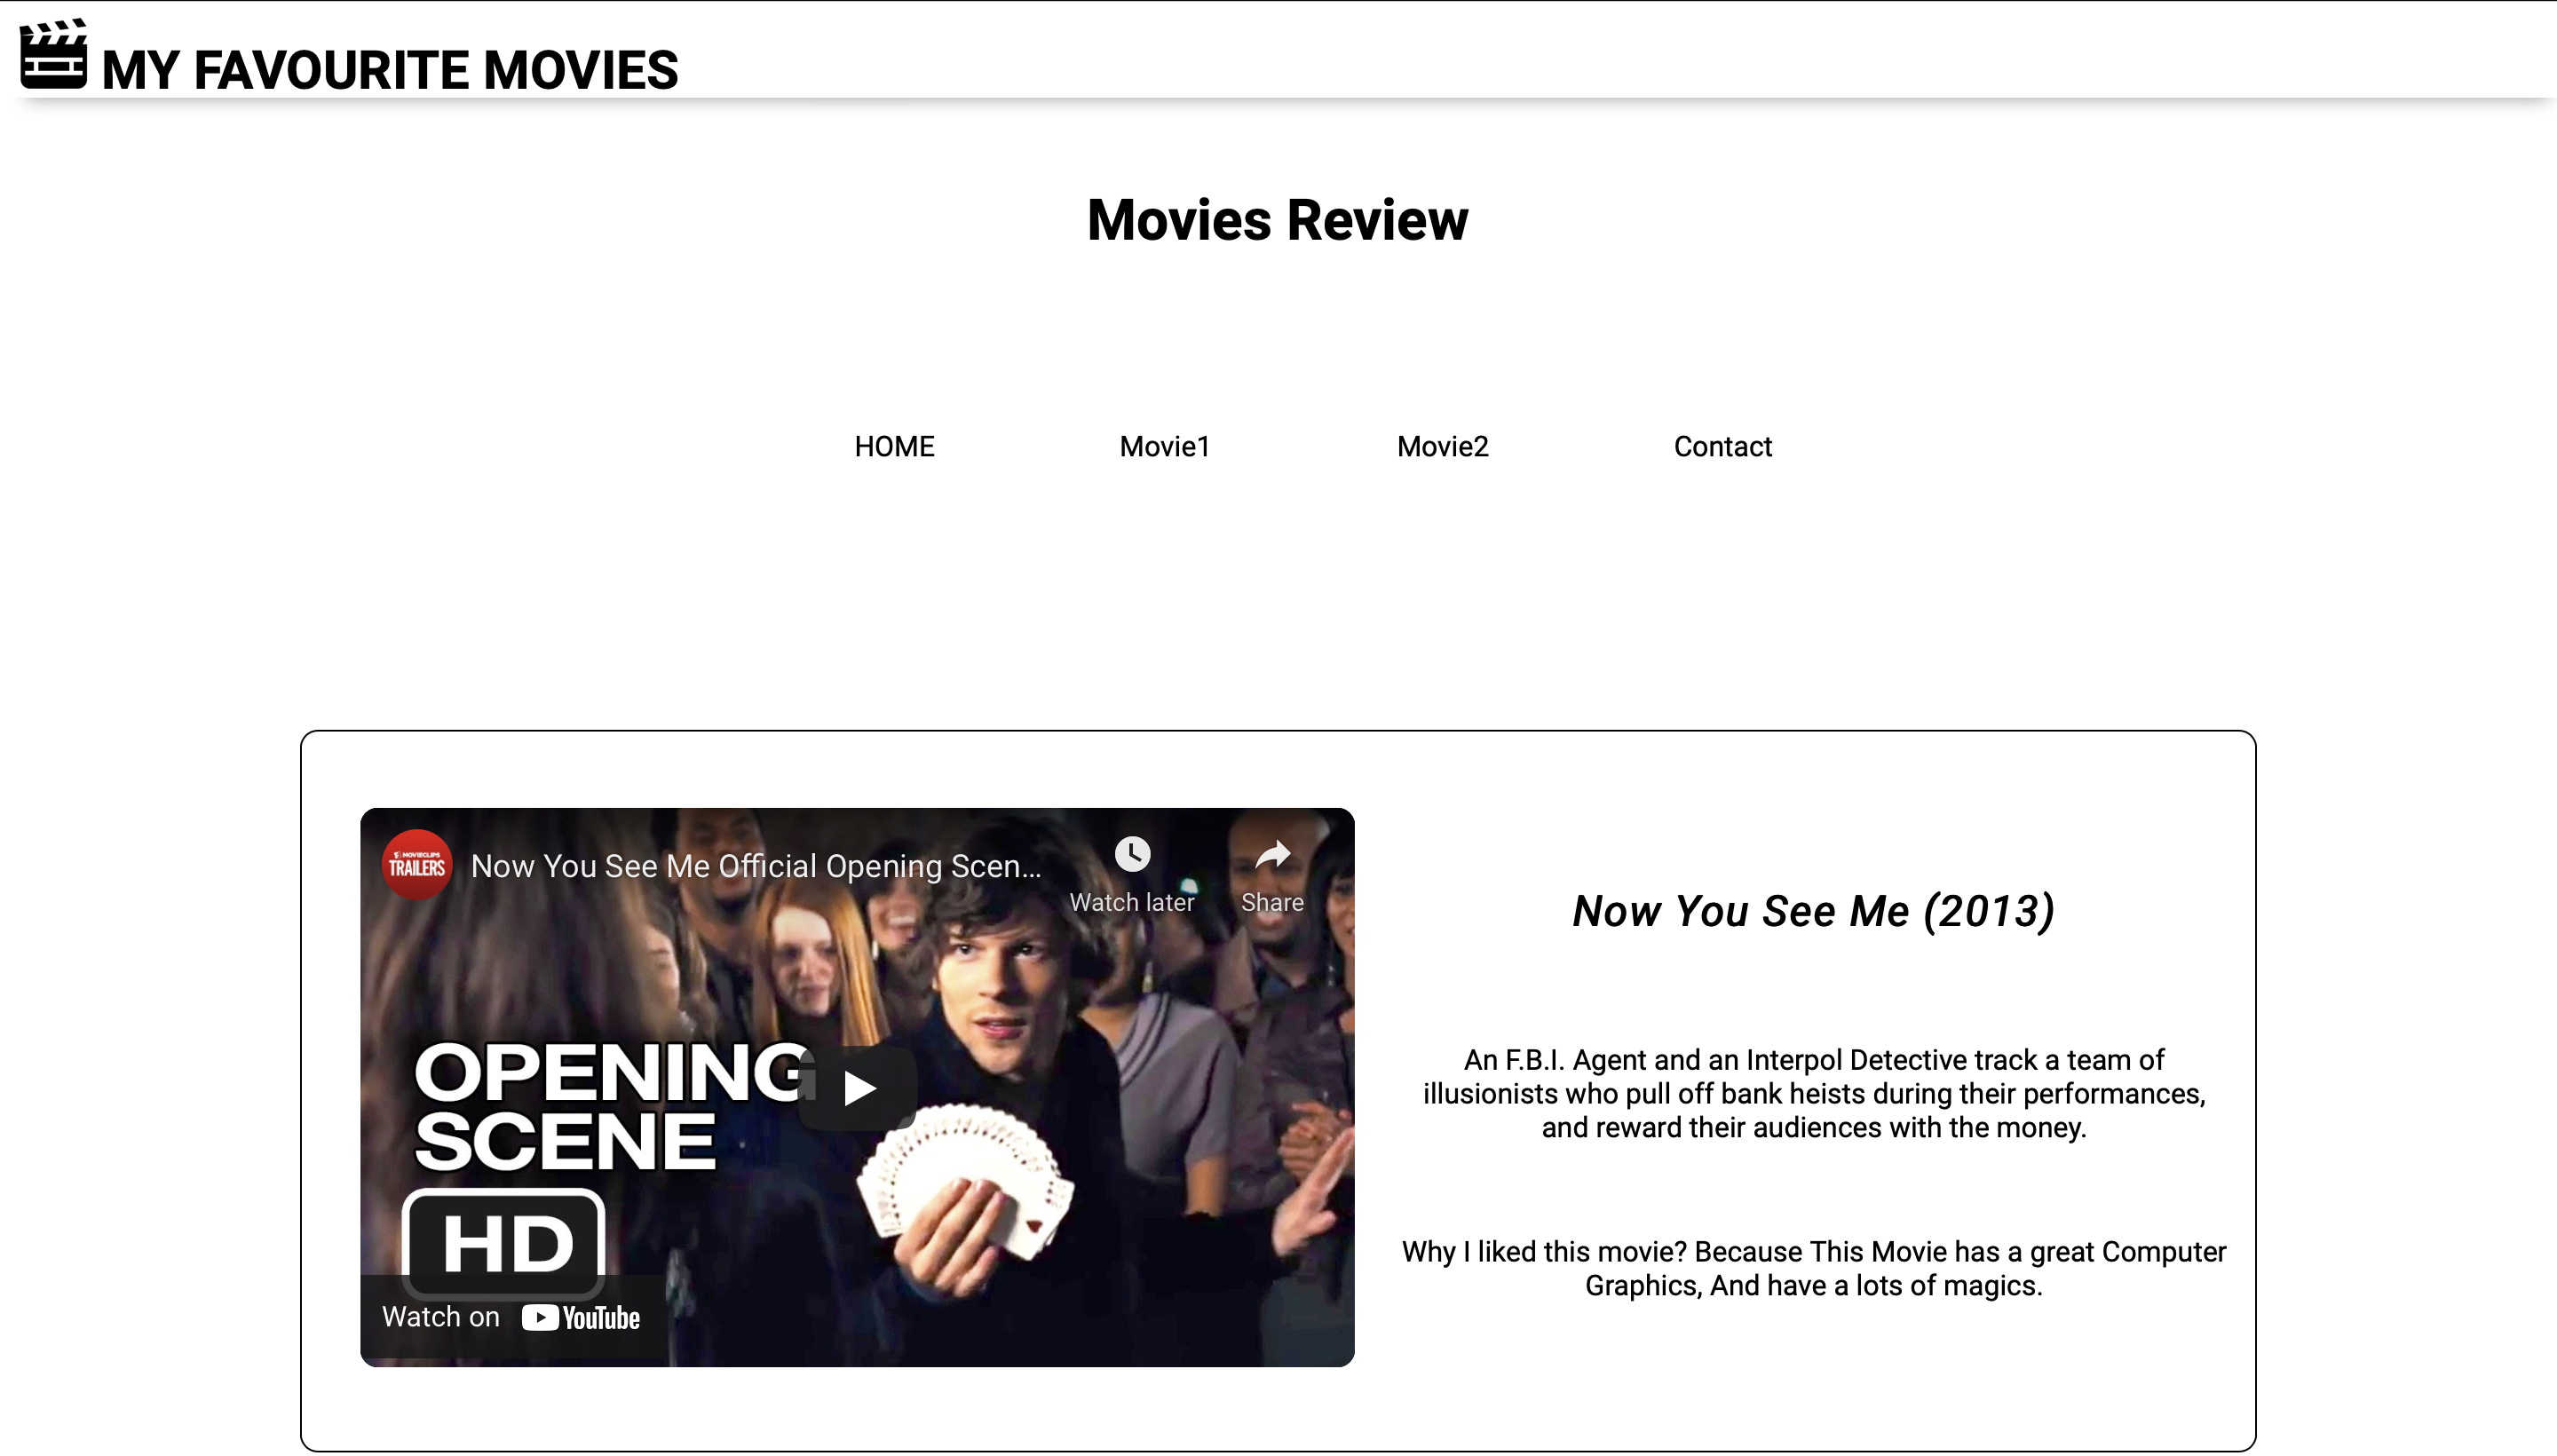 MY FAVOURITE MOVIES
Movies Review
HOME
Movie1
Movie2
Contact
MOVIECLIPS
TRAILERS
Now You See Me Official Opening Scen...
Watch later
Share
OPENING
SCENE
HD
Watch on YouTube
Now You See Me (2013)
An F.B.I. Agent and an Interpol Detective track a team of
illusionists who pull off bank heists during their performances,
and reward their audiences with the money.
Why I liked this movie? Because This Movie has a great Computer
Graphics, And have a lots of magics.